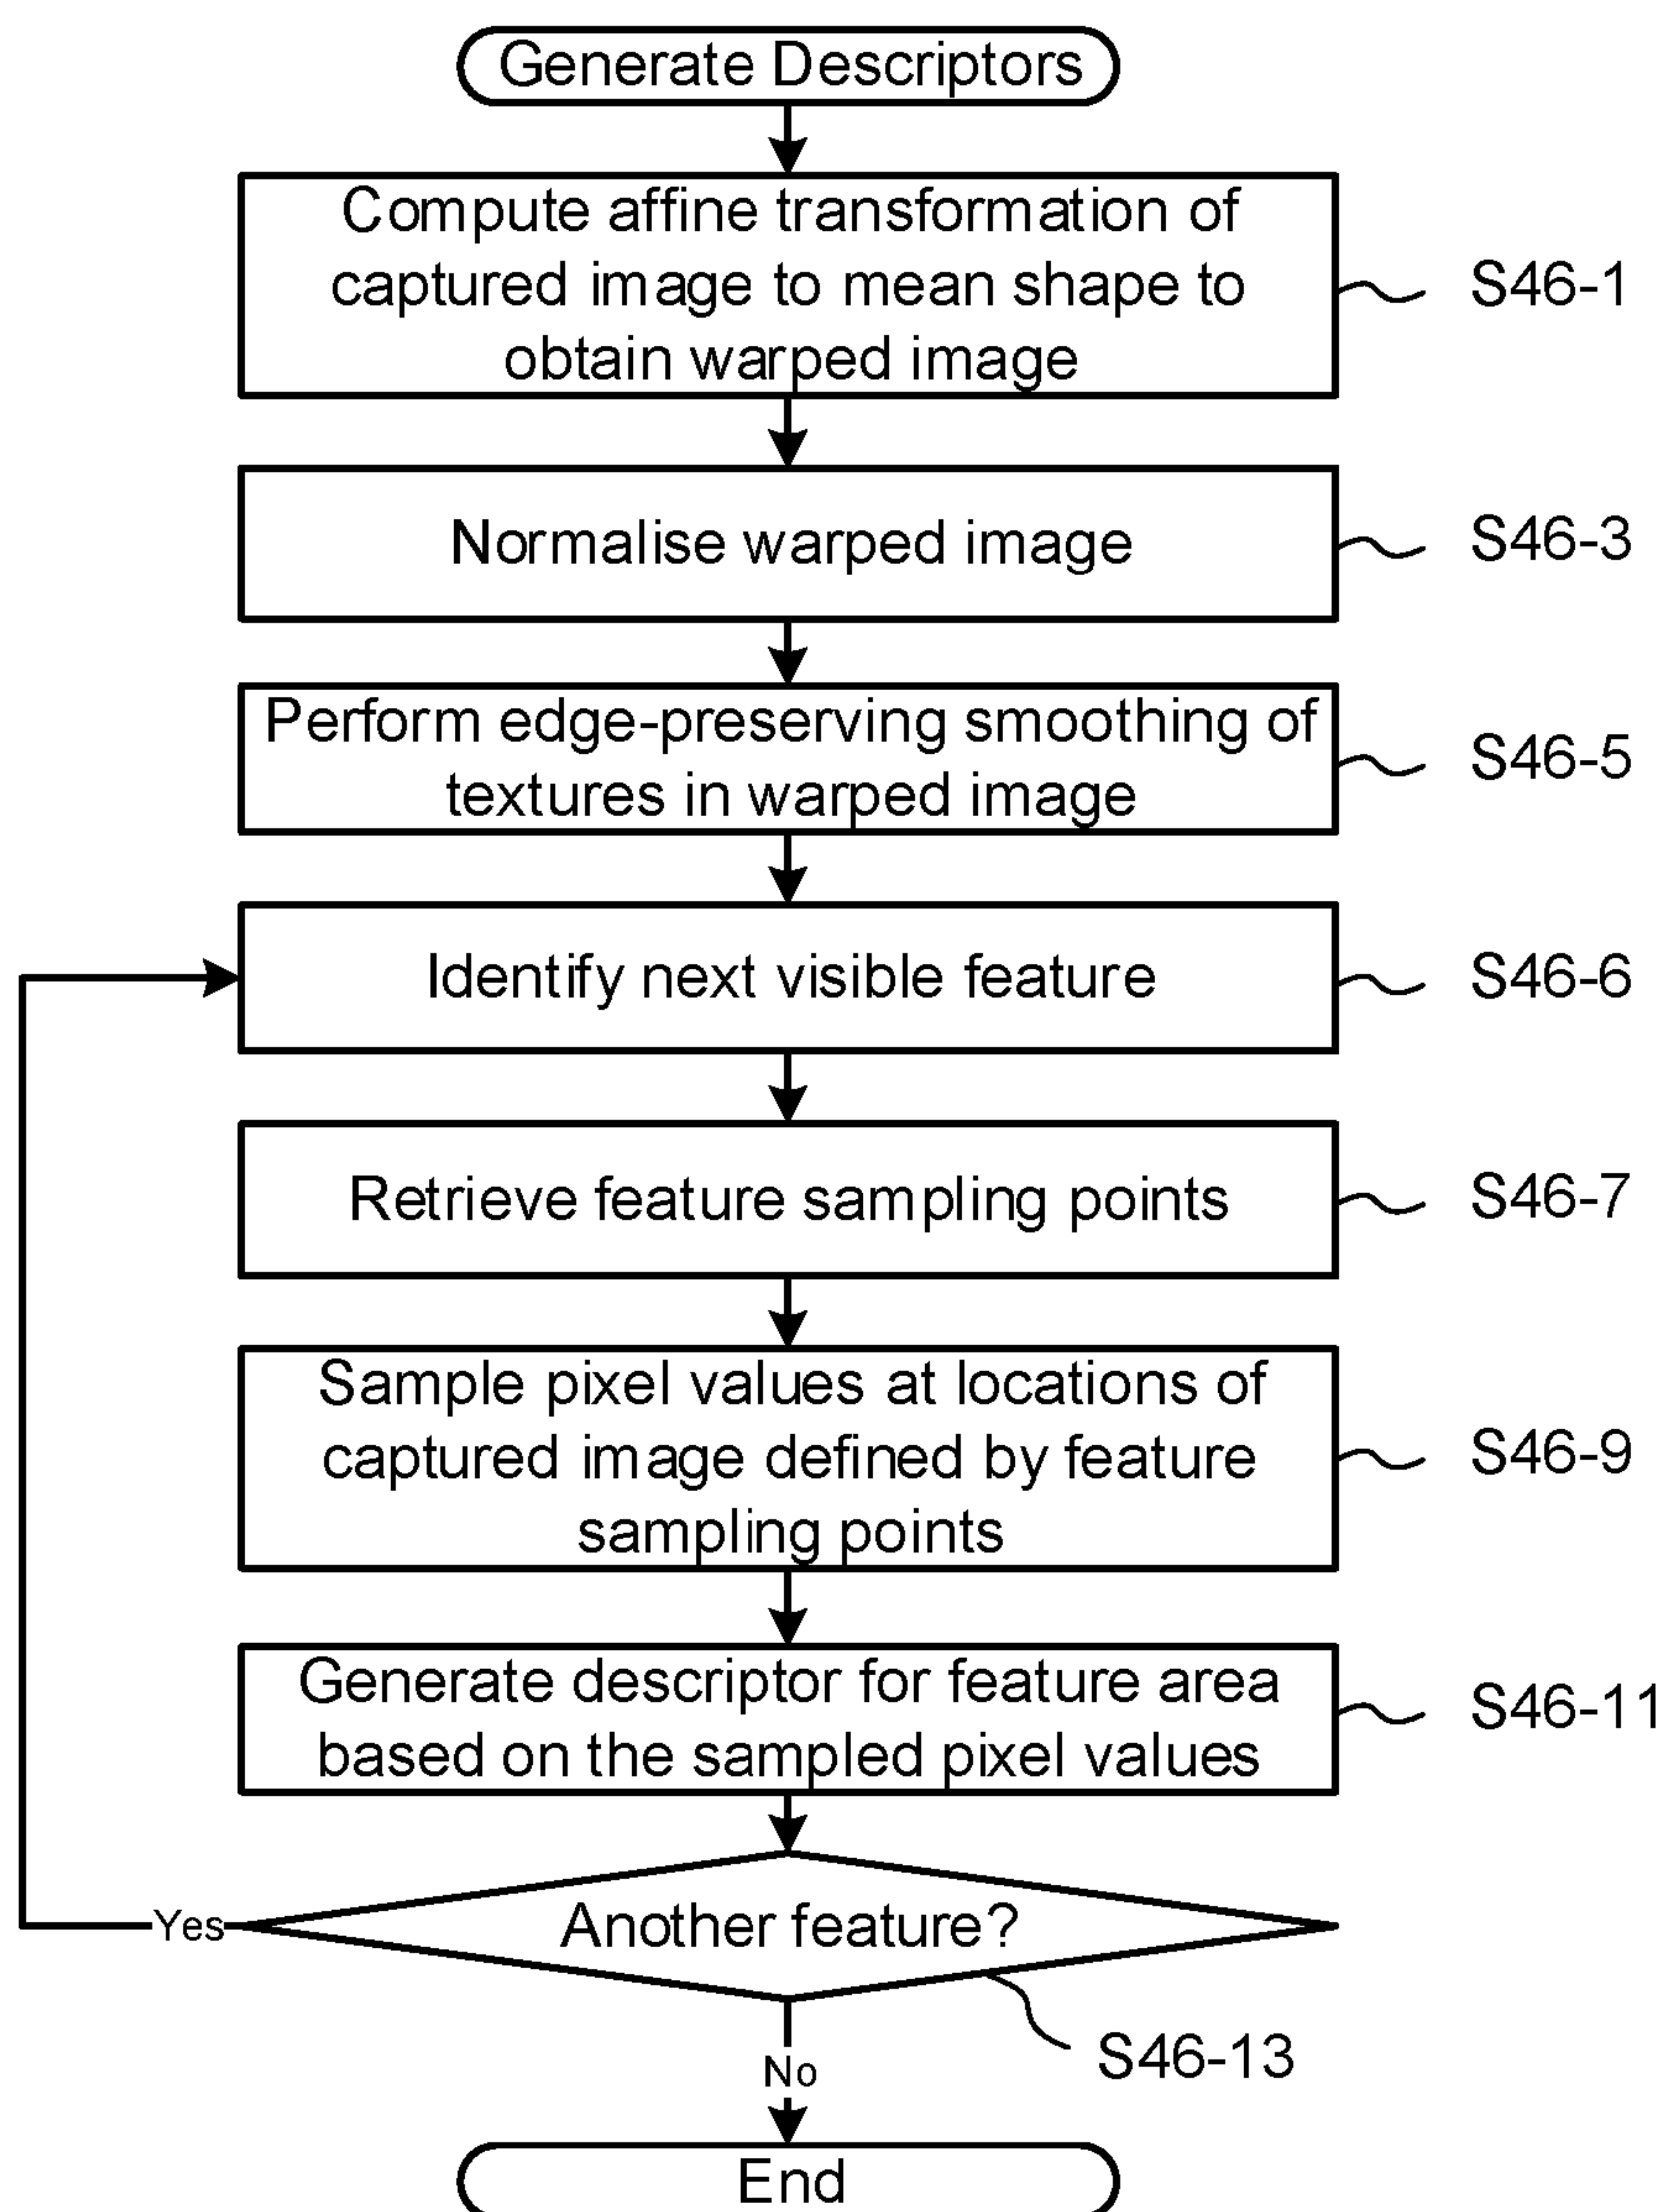 Generate Descriptors
Compute affine transformation of
captured image to mean shape to
obtain warped image
S46-1
Normalise warped image
S46-3
Perform edge-preserving smoothing of
textures in warped image
S46-5
Identify next visible feature
S46-6
Retrieve feature sampling points
S46-7
Sample pixel values at locations of
captured image defined by feature
sampling points
S46-9
Generate descriptor for feature area
based on the sampled pixel values
S46-11
Another feature?
Yes
S46-13
No
End